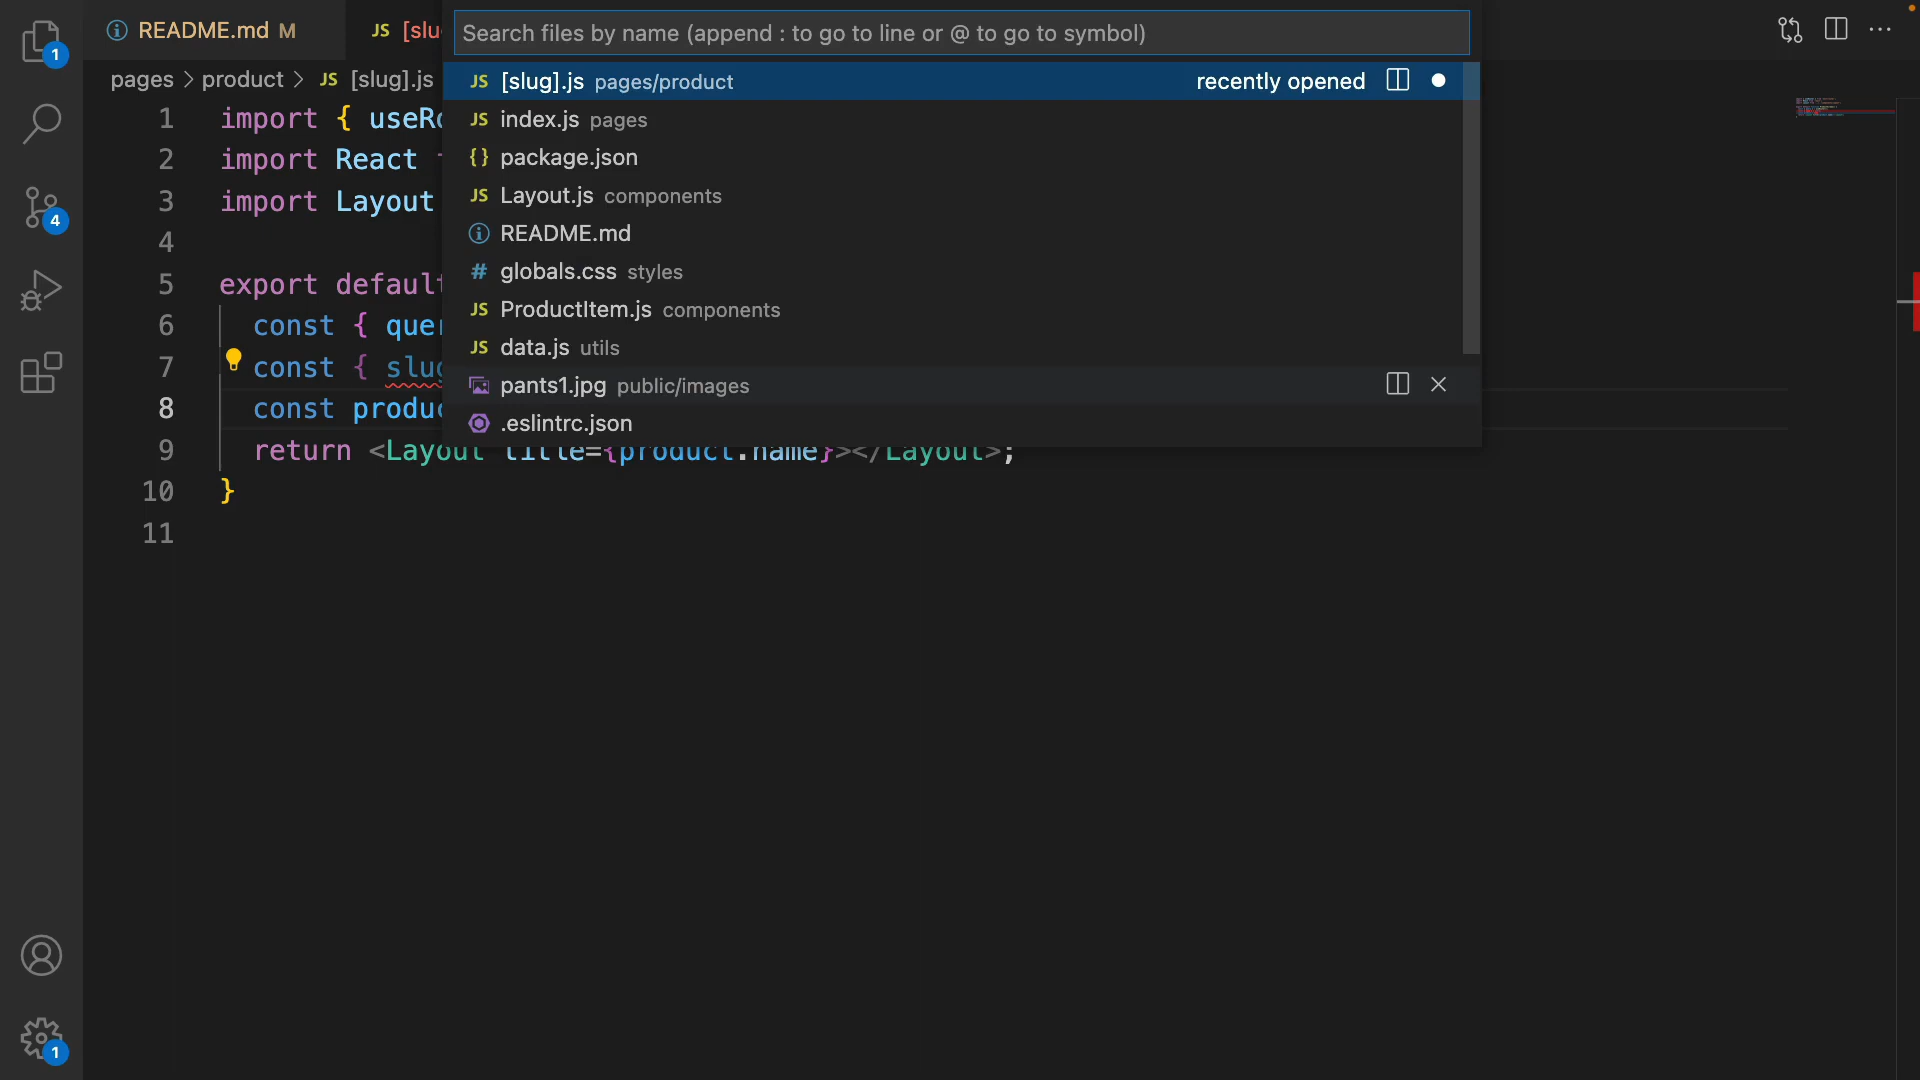 README.md M
JS [slu
Search files by name (append : to go to line or @ to go to symbol)
pages > product > JS [slug].js
JS [slug].js pages/product recently opened
JS index.js pages
{} package.json
JS Layout.js components
README.md
# globals.css styles
JS ProductItem.js components
JS data.js utils
pants1.jpg public/images
.eslintrc.json
1 import { useRo
2 import React
3 import Layout
4
5 export default
6 const { quer
7 const { slug
8 const produc
9 return <Layout title={product.name}></Layout>;
10 }
11
1
4
1